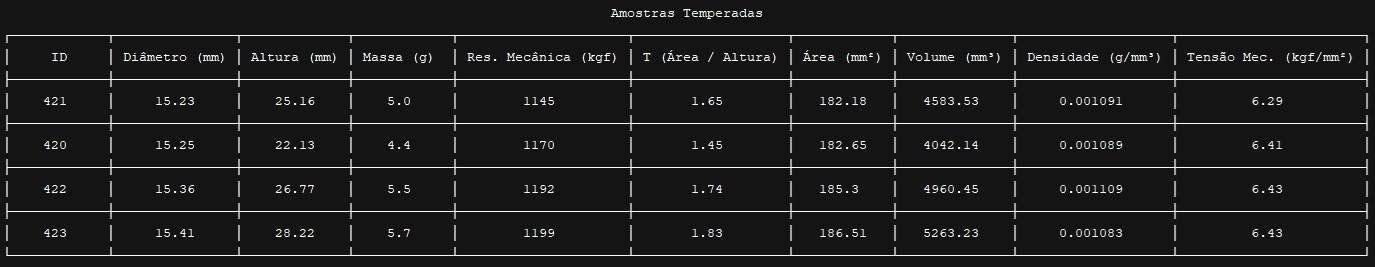 Amostras Temperadas
ID Diâmetro (mm) Altura (mm) Massa (g) Res. Mecânica (kgf) T (Área / Altura) Área (mm²) Volume (mm³) Densidade (g/mm³) Tensão Mec. (kgf/mm²)
421 15.23 25.16 5.0 1145 1.65 182.18 4583.53 0.001091 6.29
420 15.25 22.13 4.4 1170 1.45 182.65 4042.14 0.001089 6.41
422 15.36 26.77 5.5 1192 1.74 185.3 4960.45 0.001109 6.43
423 15.41 28.22 5.7 1199 1.83 186.51 5263.23 0.001083 6.43